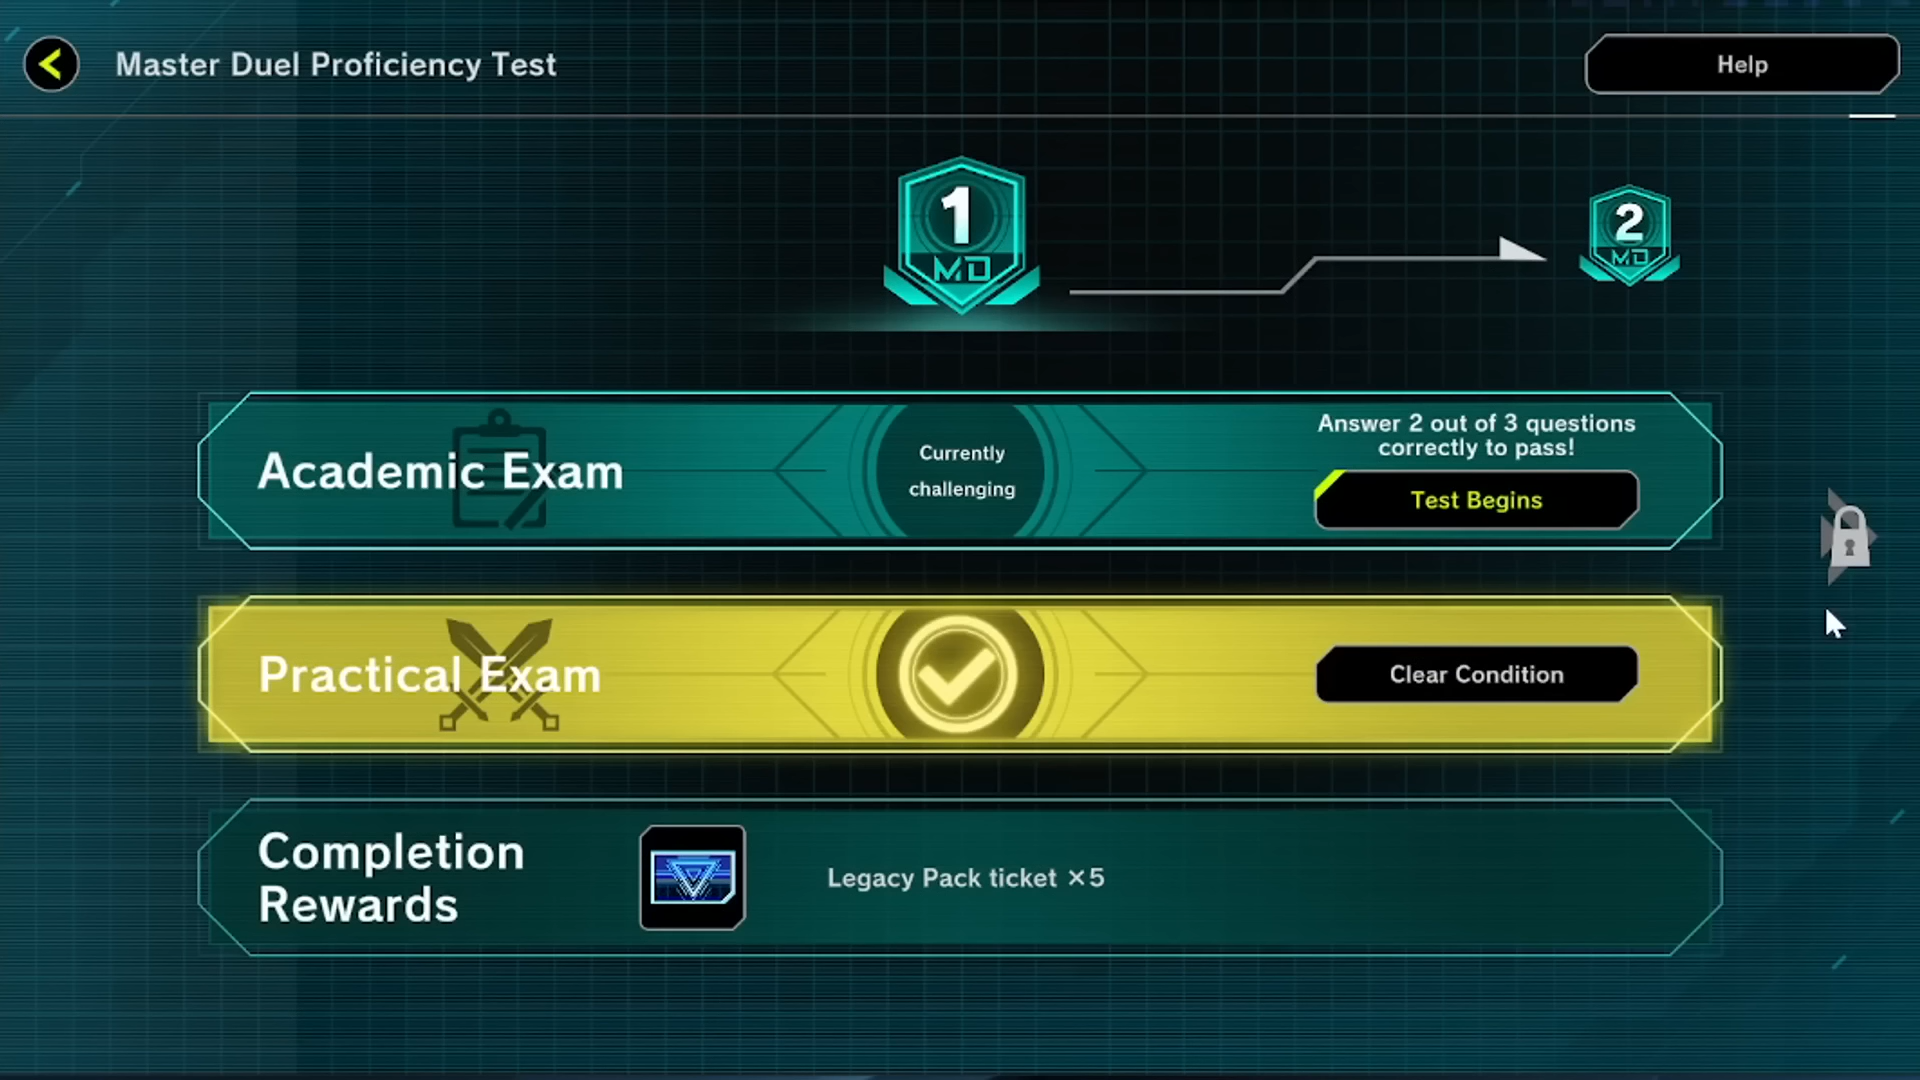 Master Duel Proficiency Test
Help
1
MD
2
MD
Academic Exam
Currently
challenging
Answer 2 out of 3 questions
correctly to pass!
Test Begins
Practical Exam
Clear Condition
Completion
Rewards
Legacy Pack ticket ×5